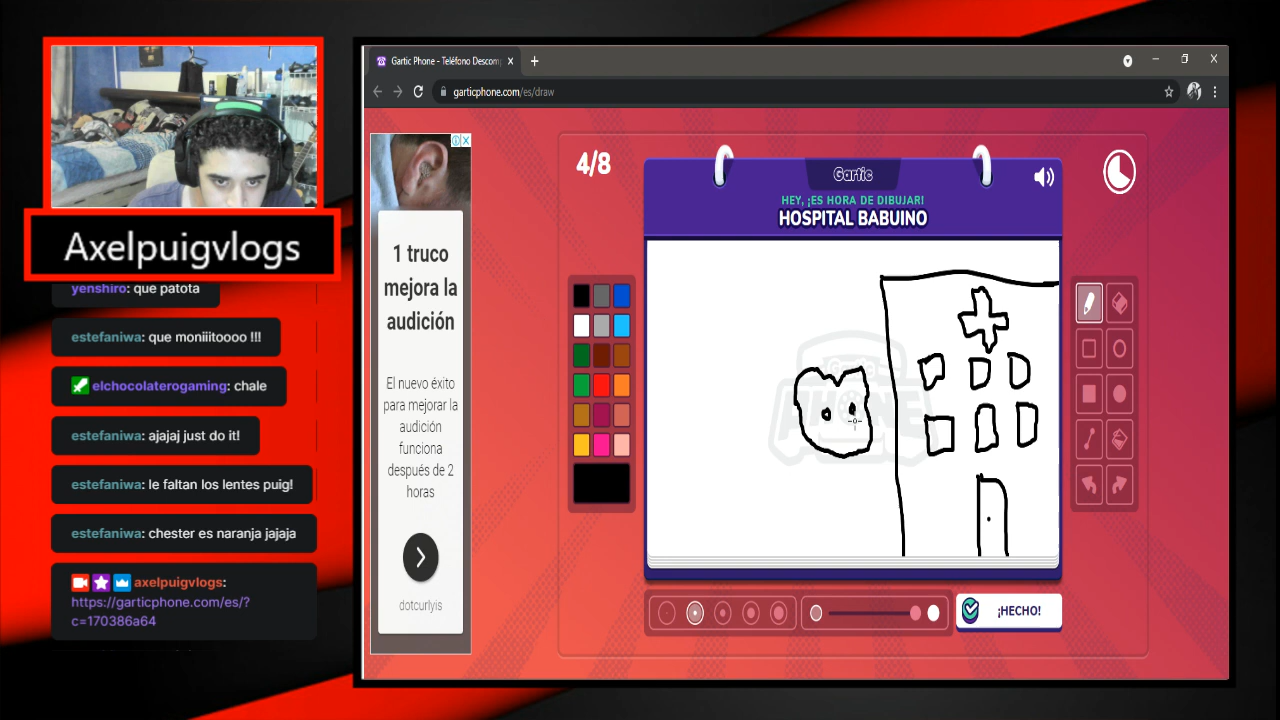 Axelpuigvlogs
yenshiro: que patota
estefaniwa: que moniiitoooo !!!
elchocolaterogaming: chale
estefaniwa: ajajaj just do it!
estefaniwa: le faltan los lentes puig!
estefaniwa: chester es naranja jajaja
axelpuigvlogs:
https://garticphone.com/es/?
c=170386a64
Gartic Phone - Teléfono Descom
garticphone.com/es/draw
1 truco
mejora la
audición
El nuevo éxito
para mejorar la
audición
funciona
después de 2
horas
dotcurlyis
4/8
Gartic
HEY, ¡ES HORA DE DIBUJAR!
HOSPITAL BABUINO
Gartic
PHONE
¡HECHO!